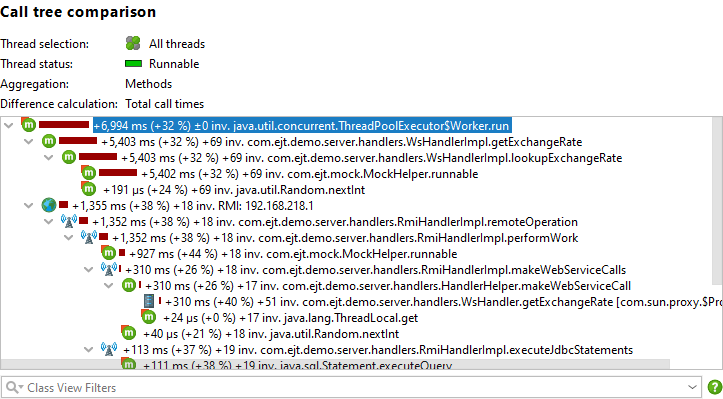 Call tree comparison
Thread selection: All threads
Thread status: Runnable
Aggregation: Methods
Difference calculation: Total call times
+6,994 ms (+32 %) ±0 inv. java.util.concurrent.ThreadPoolExecutor$Worker.run
+5,403 ms (+32 %) +69 inv. com.ejt.demo.server.handlers.WsHandlerImpl.getExchangeRate
+5,403 ms (+32 %) +69 inv. com.ejt.demo.server.handlers.WsHandlerImpl.lookupExchangeRate
+5,402 ms (+32 %) +69 inv. com.ejt.mock.MockHelper.runnable
+191 µs (+24 %) +69 inv. java.util.Random.nextInt
+1,355 ms (+38 %) +18 inv. RMI: 192.168.218.1
+1,352 ms (+38 %) +18 inv. com.ejt.demo.server.handlers.RmiHandlerImpl.remoteOperation
+1,352 ms (+38 %) +18 inv. com.ejt.demo.server.handlers.RmiHandlerImpl.performWork
+927 ms (+44 %) +18 inv. com.ejt.mock.MockHelper.runnable
+310 ms (+26 %) +18 inv. com.ejt.demo.server.handlers.RmiHandlerImpl.makeWebServiceCalls
+310 ms (+26 %) +17 inv. com.ejt.demo.server.handlers.HandlerHelper.makeWebServiceCall
+310 ms (+40 %) +51 inv. com.ejt.demo.server.handlers.WsHandler.getExchangeRate [com.sun.proxy.$Pro
+24 µs (+0 %) +17 inv. java.lang.ThreadLocal.get
+40 µs (+21 %) +18 inv. java.util.Random.nextInt
+113 ms (+37 %) +19 inv. com.ejt.demo.server.handlers.RmiHandlerImpl.executeJdbcStatements
+111 ms (+38 %) +19 inv. java.sql.Statement.executeQuery
Class View Filters